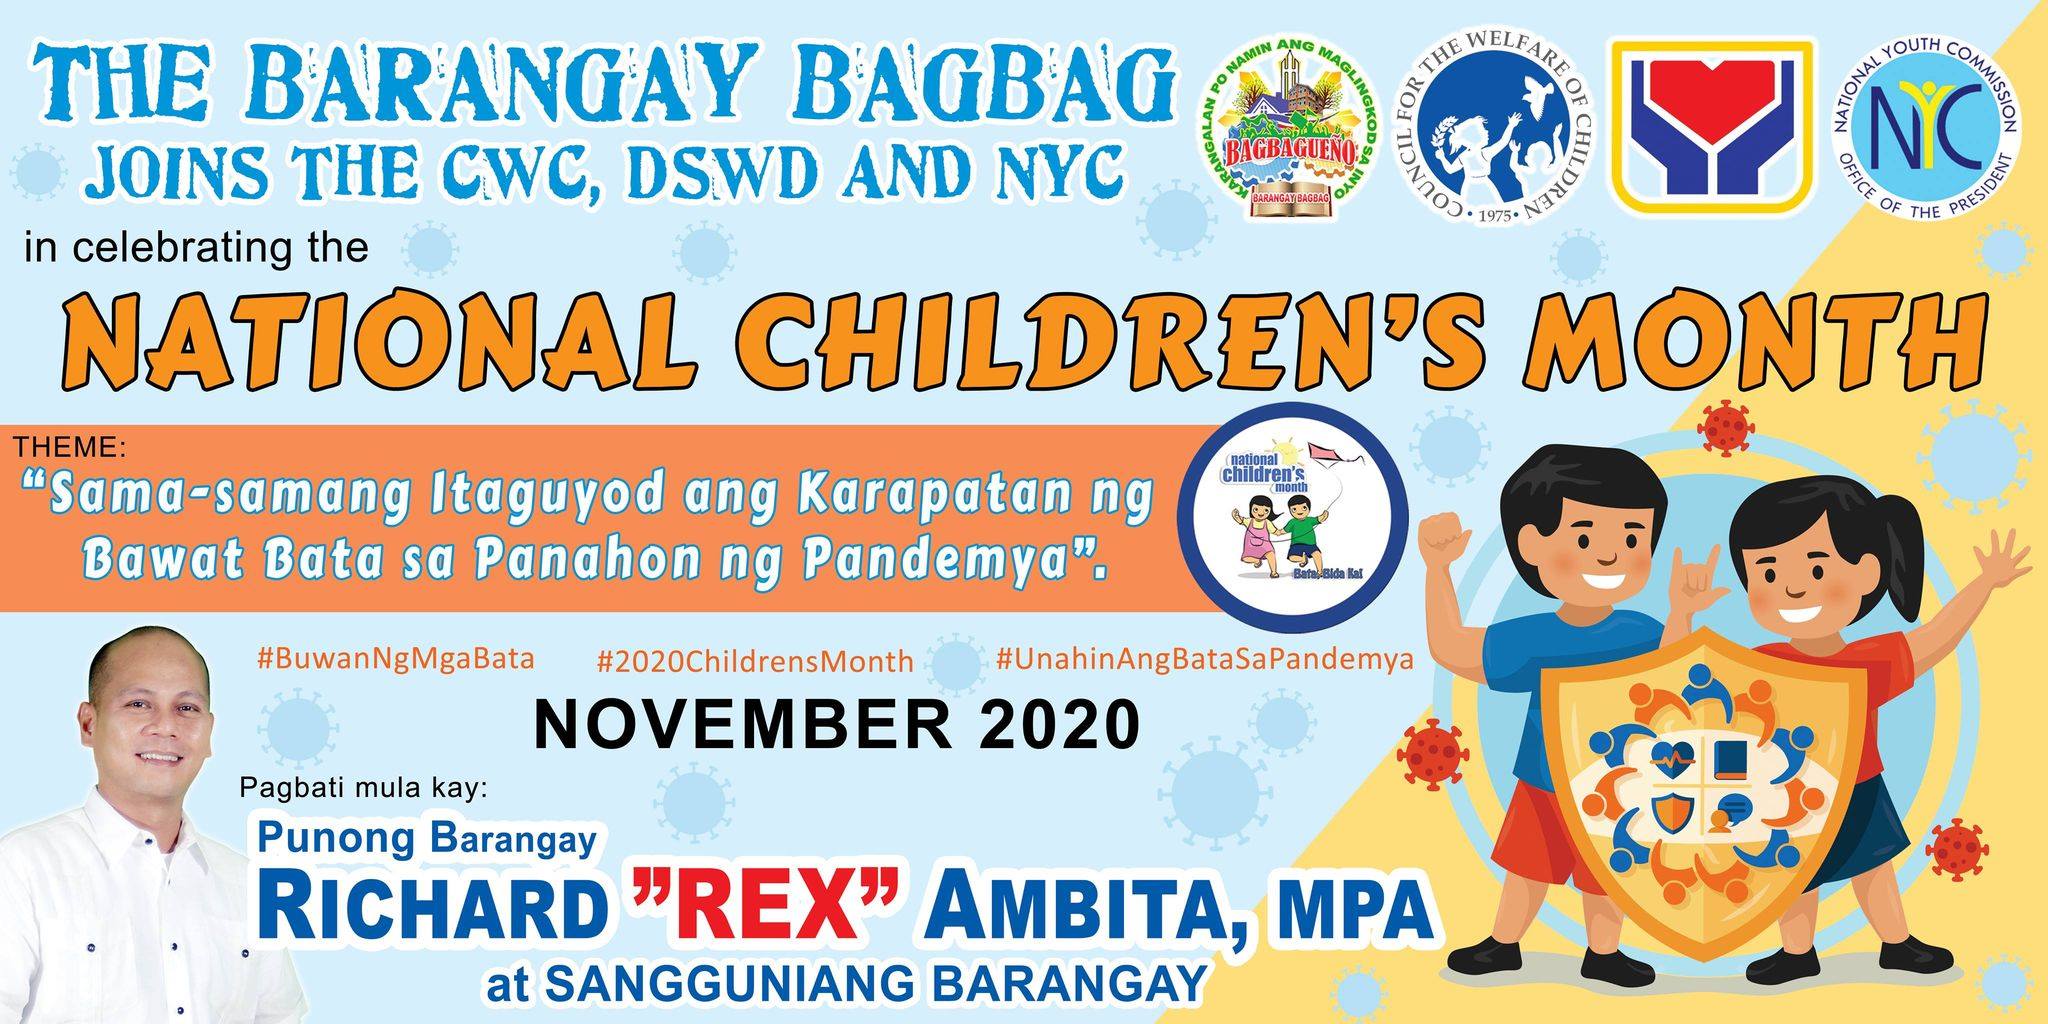 THE BARANGAY BAGBAG
JOINS THE CWC, DSWD AND NYC
KARANGALAN PO NAMIN ANG MAGLINGKOD SA INYO
BAGBAGUEÑO
BARANGAY BAGBAG
COUNCIL FOR THE WELFARE OF CHILDREN
· 1975 ·
NATIONAL YOUTH COMMISSION
NYC
OFFICE OF THE PRESIDENT
in celebrating the
NATIONAL CHILDREN'S MONTH
THEME:
“Sama-samang Itaguyod ang Karapatan ng
Bawat Bata sa Panahon ng Pandemya”.
national
children's
month
Bata, Bida Ka!
#BuwanNgMgaBata #2020ChildrensMonth #UnahinAngBataSaPandemya
NOVEMBER 2020
Pagbati mula kay:
Punong Barangay
RICHARD ”REX” AMBITA, MPA
at SANGGUNIANG BARANGAY